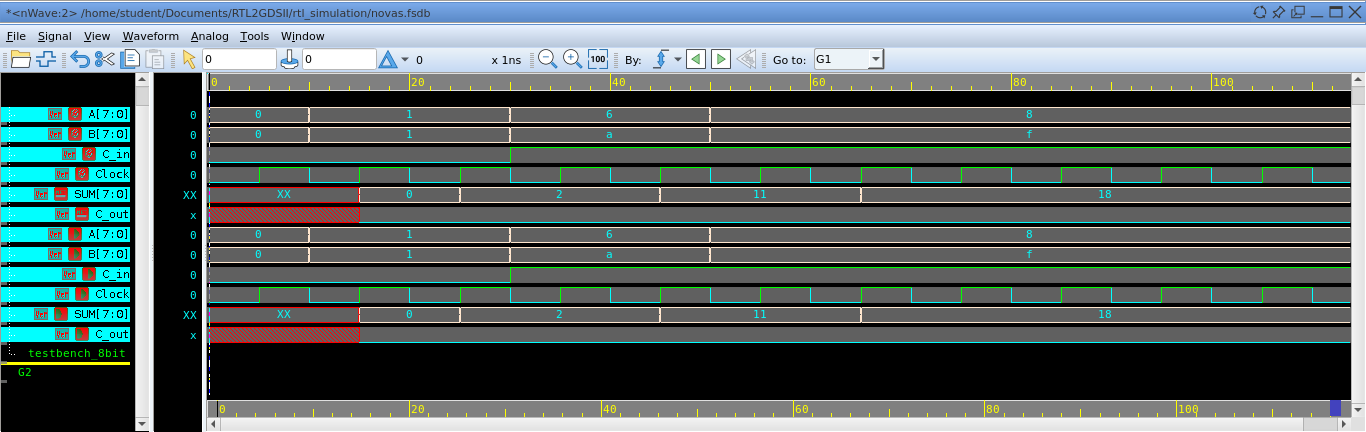 *<nWave:2> /home/student/Documents/RTL2GDSII/rtl_simulation/novas.fsdb
File Signal View Waveform Analog Tools Window
0 0 0 x 1ns 100 By: Go to: G1
0 20 40 60 80 100
A[7:0] 0 0 1 6 8
B[7:0] 0 0 1 a f
C_in 0
Clock 0
SUM[7:0] XX XX 0 2 11 18
C_out x
A[7:0] 0 0 1 6 8
B[7:0] 0 0 1 a f
C_in 0
Clock 0
SUM[7:0] XX XX 0 2 11 18
C_out x
testbench_8bit
G2
0 20 40 60 80 100